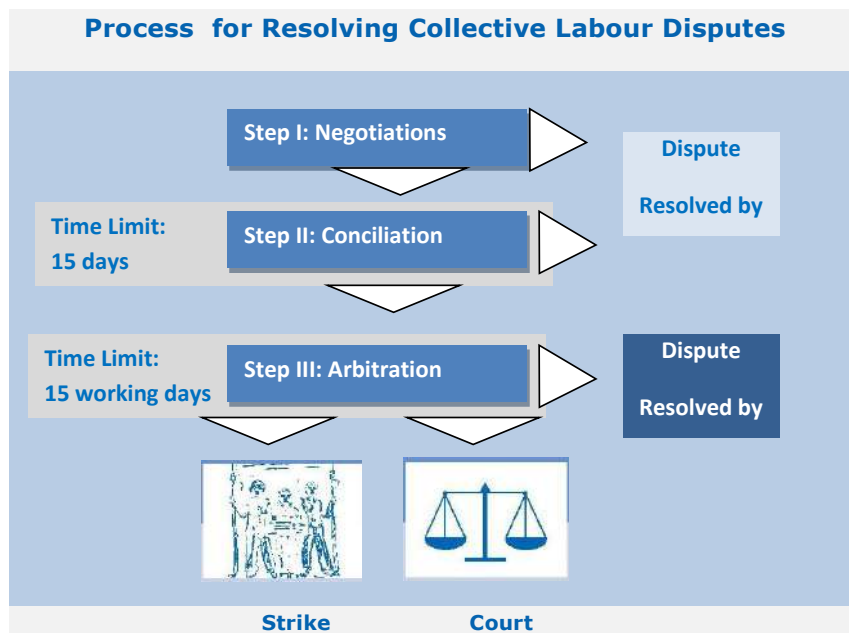 Process for Resolving Collective Labour Disputes
Step I: Negotiations
Dispute
Resolved by
Time Limit:
15 days
Step II: Conciliation
Time Limit:
15 working days
Step III: Arbitration
Dispute
Resolved by
Strike
Court